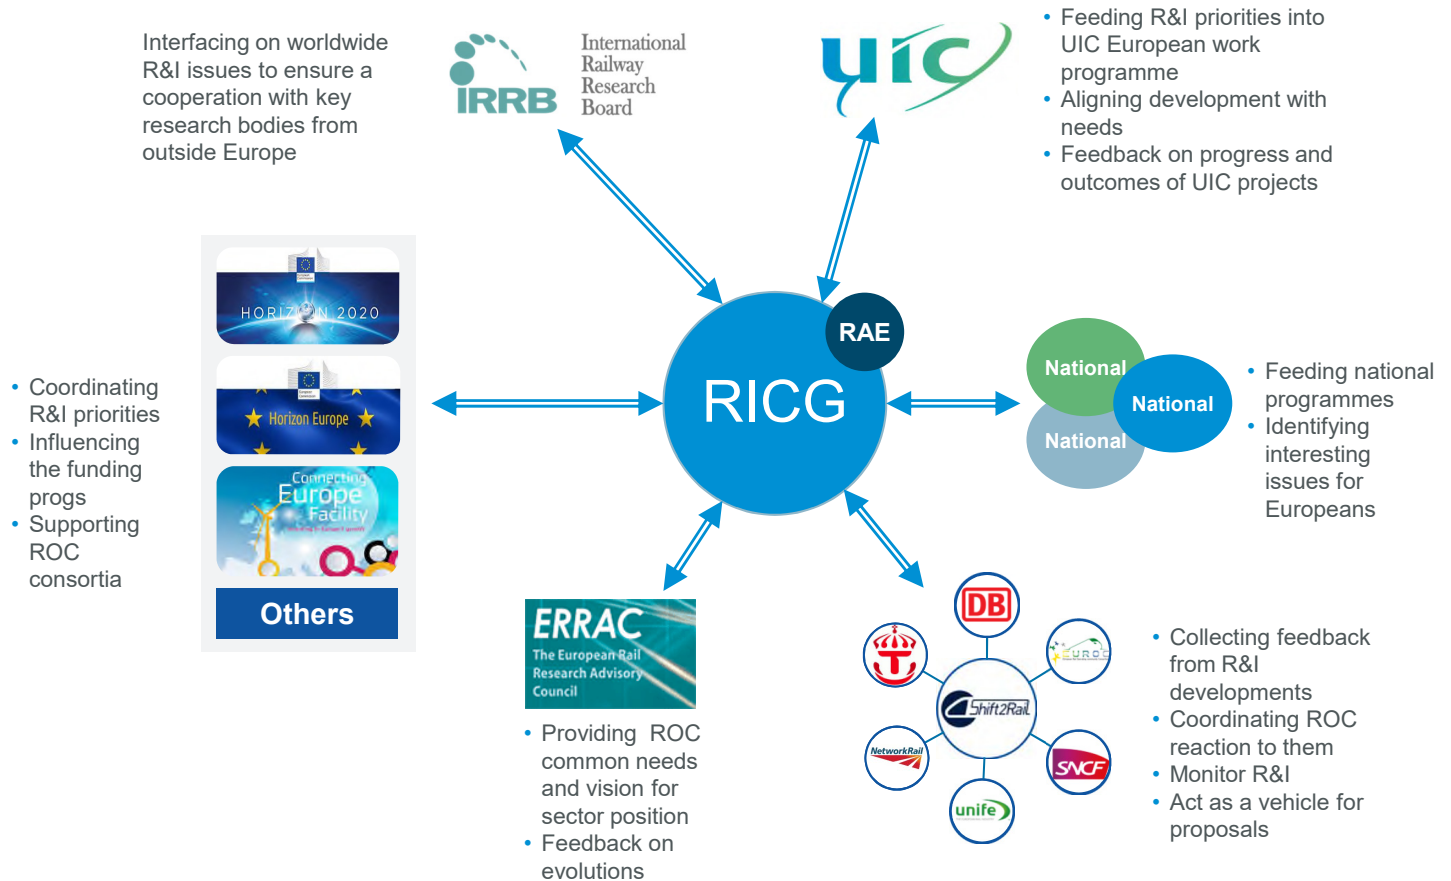 Interfacing on worldwide
R&I issues to ensure a
cooperation with key
research bodies from
outside Europe
IRRB
International
Railway
Research
Board
uic
• Feeding R&I priorities into
UIC European work
programme
• Aligning development with
needs
• Feedback on progress and
outcomes of UIC projects
• Coordinating
R&I priorities
• Influencing
the funding
progs
• Supporting
ROC
consortia
HORIZON 2020
Horizon Europe
Connecting
Europe
Facility
Others
RICG
RAE
National
National
National
• Feeding national
programmes
• Identifying
interesting
issues for
Europeans
ERRAC
The European Rail
Research Advisory
Council
• Providing ROC
common needs
and vision for
sector position
• Feedback on
evolutions
DB
EUROC
Shift2Rail
NetworkRail
SNCF
unife
• Collecting feedback
from R&I
developments
• Coordinating ROC
reaction to them
• Monitor R&I
• Act as a vehicle for
proposals